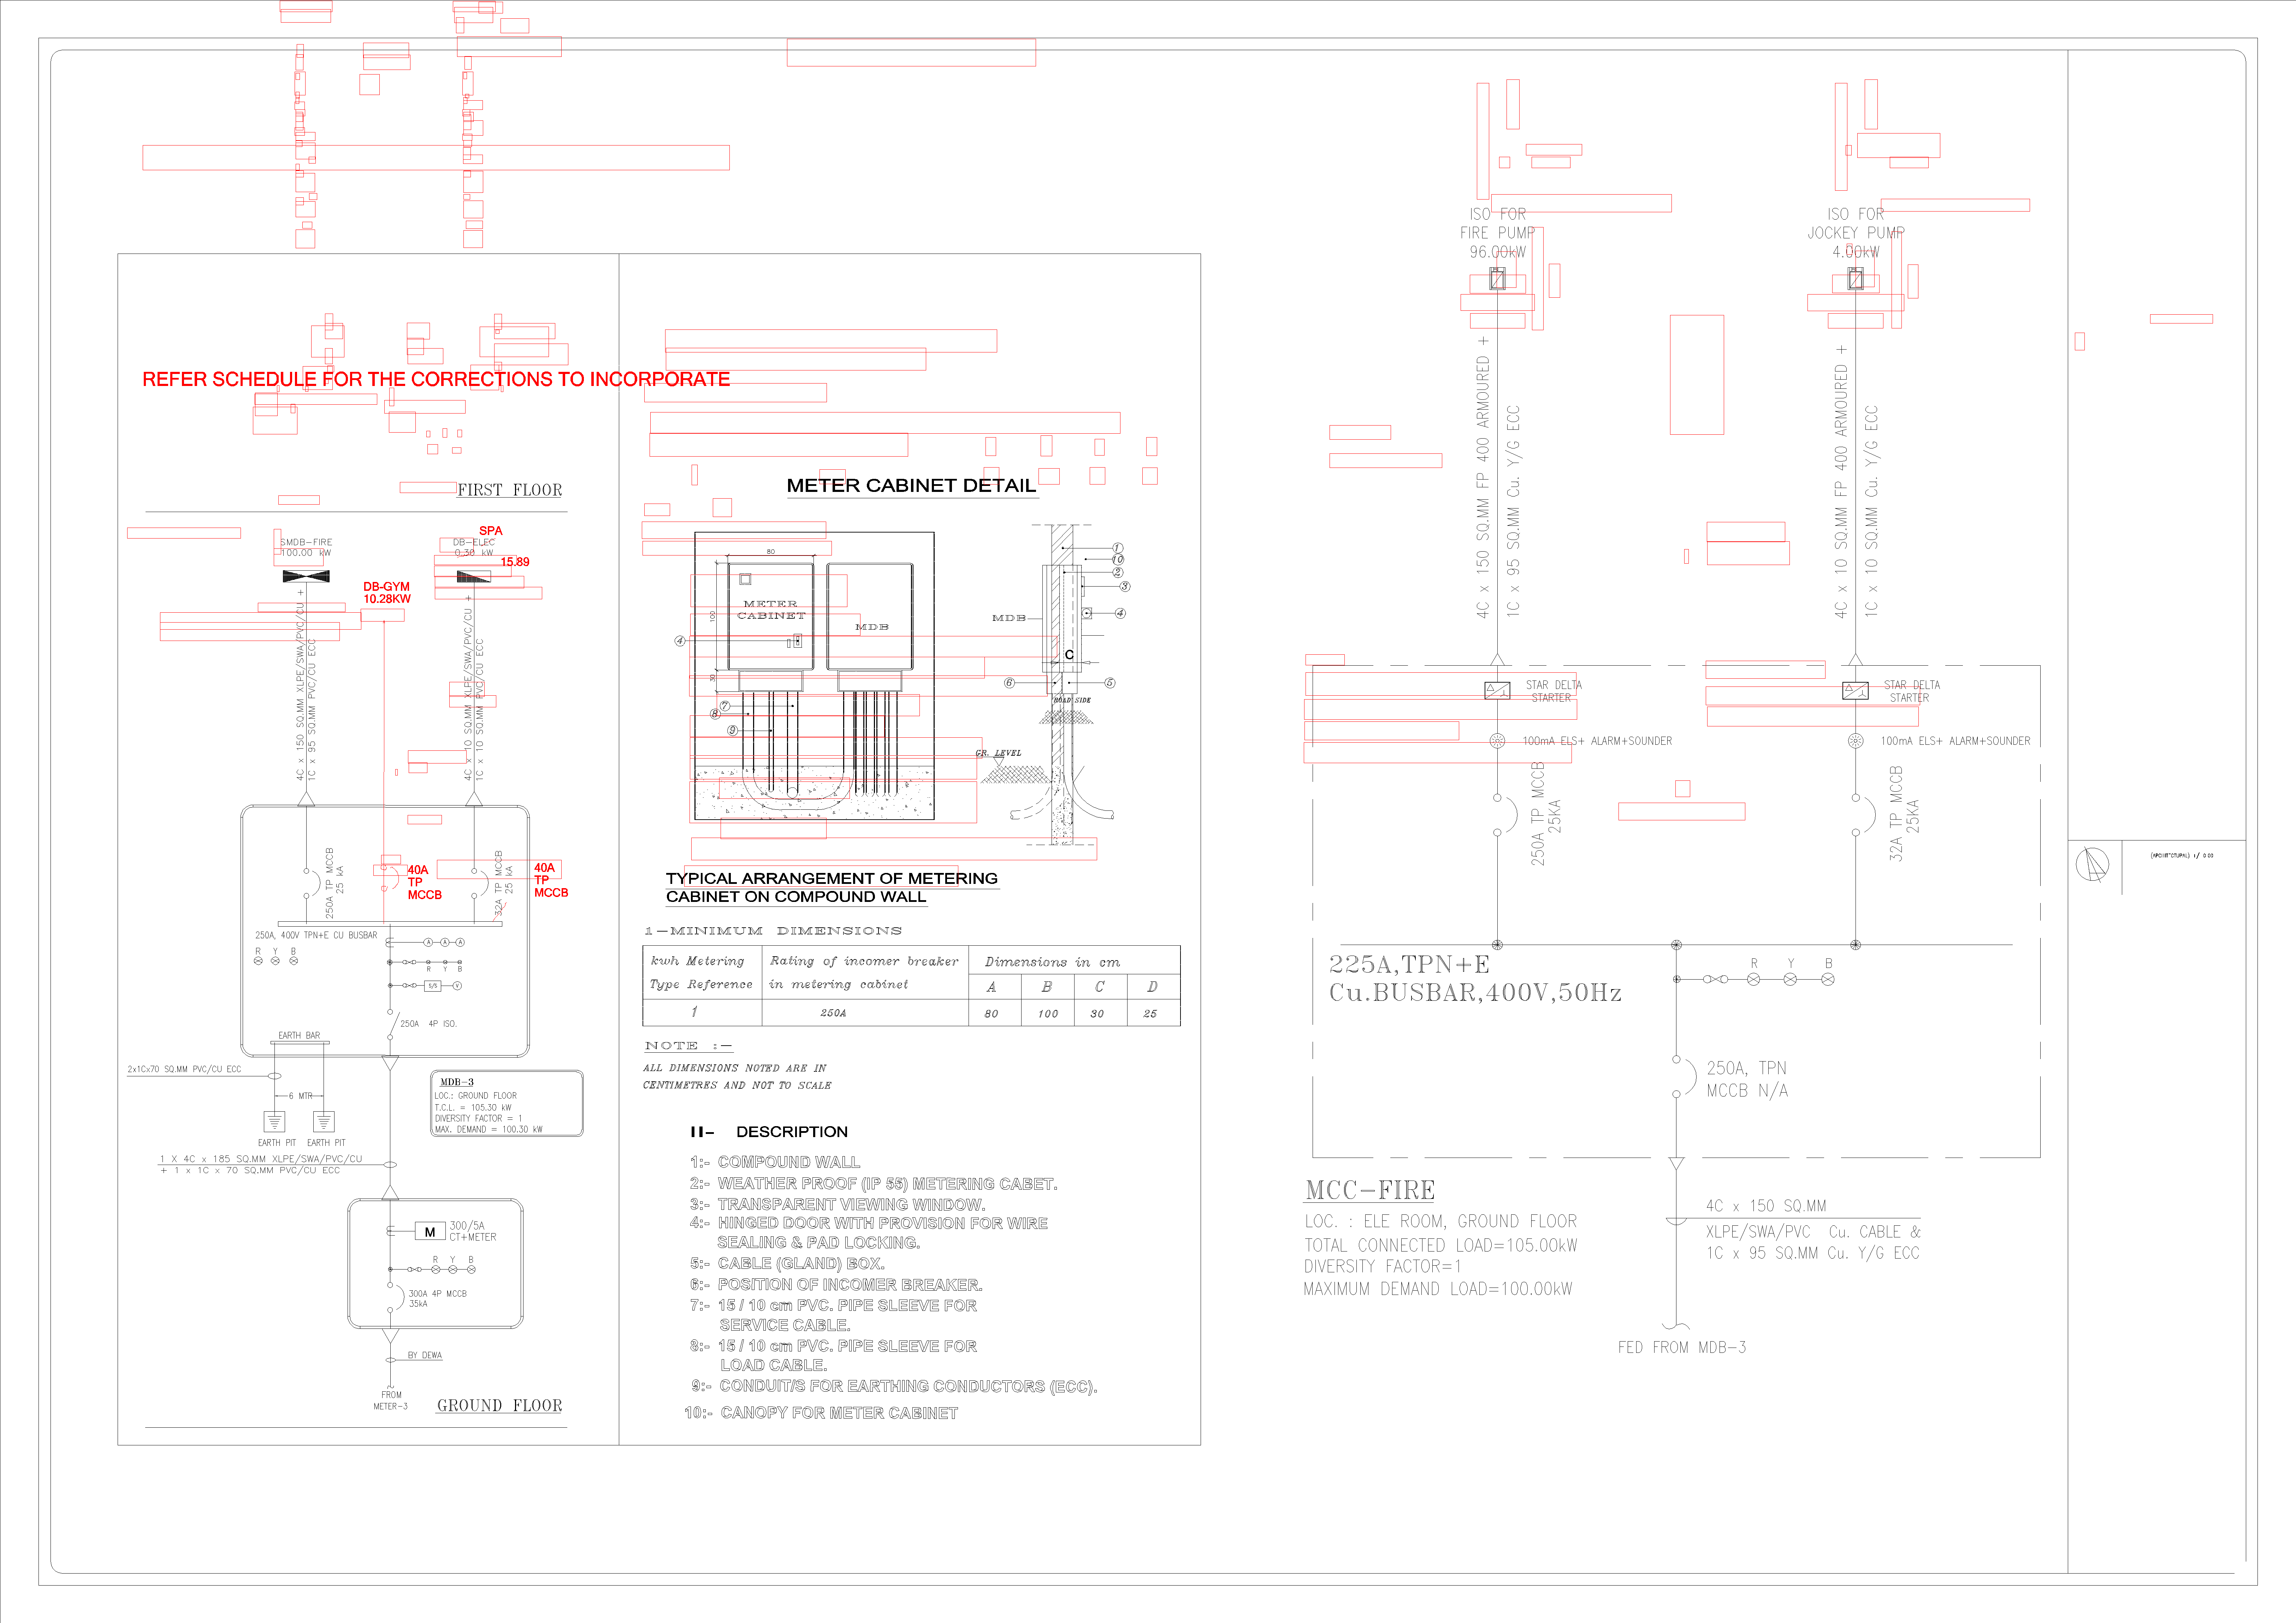 REFER SCHEDULE FOR THE CORRECTIONS TO INCORPORATE
FIRST FLOOR
SMDB-FIRE
100.00 kW
SPA
DB-ELEC
0.30 kW
15.89
DB-GYM
10.28KW
4C x 150 SQ.MM XLPE/SWA/PVC/CU +
1C x 95 SQ.MM PVC/CU ECC
4C x 10 SQ.MM XLPE/SWA/PVC/CU +
1C x 10 SQ.MM PVC/CU ECC
250A TP MCCB
25 kA
40A
TP
MCCB
32A TP MCCB
25 kA
40A
TP
MCCB
250A, 400V TPN+E CU BUSBAR
R Y B
A A A
R Y B
S/S V
250A 4P ISO.
EARTH BAR
2x1Cx70 SQ.MM PVC/CU ECC
6 MTR
EARTH PIT EARTH PIT
MDB-3
LOC.: GROUND FLOOR
T.C.L. = 105.30 kW
DIVERSITY FACTOR = 1
MAX. DEMAND = 100.30 kW
1 X 4C x 185 SQ.MM XLPE/SWA/PVC/CU
+ 1 x 1C x 70 SQ.MM PVC/CU ECC
M
300/5A
CT+METER
R Y B
300A 4P MCCB
35kA
BY DEWA
FROM
METER-3
GROUND FLOOR
METER CABINET DETAIL
80
100
30
METER
CABINET
MDB
4
7
8
9
MDB
1
10
2
3
4
C
6
5
ROAD SIDE
GR. LEVEL
TYPICAL ARRANGEMENT OF METERING
CABINET ON COMPOUND WALL
1-MINIMUM DIMENSIONS
kwh Metering Rating of incomer breaker Dimensions in cm
Type Reference in metering cabinet A B C D
1 250A 80 100 30 25
NOTE :-
ALL DIMENSIONS NOTED ARE IN
CENTIMETRES AND NOT TO SCALE
II- DESCRIPTION
1:- COMPOUND WALL
2:- WEATHER PROOF (IP 55) METERING CABET.
3:- TRANSPARENT VIEWING WINDOW.
4:- HINGED DOOR WITH PROVISION FOR WIRE
SEALING & PAD LOCKING.
5:- CABLE (GLAND) BOX.
6:- POSITION OF INCOMER BREAKER.
7:- 15 / 10 cm PVC. PIPE SLEEVE FOR
SERVICE CABLE.
8:- 15 / 10 cm PVC. PIPE SLEEVE FOR
LOAD CABLE.
9:- CONDUIT/S FOR EARTHING CONDUCTORS (ECC).
10:- CANOPY FOR METER CABINET
ISO FOR
FIRE PUMP
96.00kW
ISO FOR
JOCKEY PUMP
4.00kW
4C x 150 SQ.MM FP 400 ARMOURED +
1C x 95 SQ.MM Cu. Y/G ECC
4C x 10 SQ.MM FP 400 ARMOURED +
1C x 10 SQ.MM Cu. Y/G ECC
STAR DELTA
STARTER
STAR DELTA
STARTER
100mA ELS+ ALARM+SOUNDER
100mA ELS+ ALARM+SOUNDER
250A TP MCCB
25KA
32A TP MCCB
25KA
225A,TPN+E
Cu.BUSBAR,400V,50Hz
R Y B
250A, TPN
MCCB N/A
MCC-FIRE
LOC. : ELE ROOM, GROUND FLOOR
TOTAL CONNECTED LOAD=105.00kW
DIVERSITY FACTOR=1
MAXIMUM DEMAND LOAD=100.00kW
4C x 150 SQ.MM
XLPE/SWA/PVC Cu. CABLE &
1C x 95 SQ.MM Cu. Y/G ECC
FED FROM MDB-3